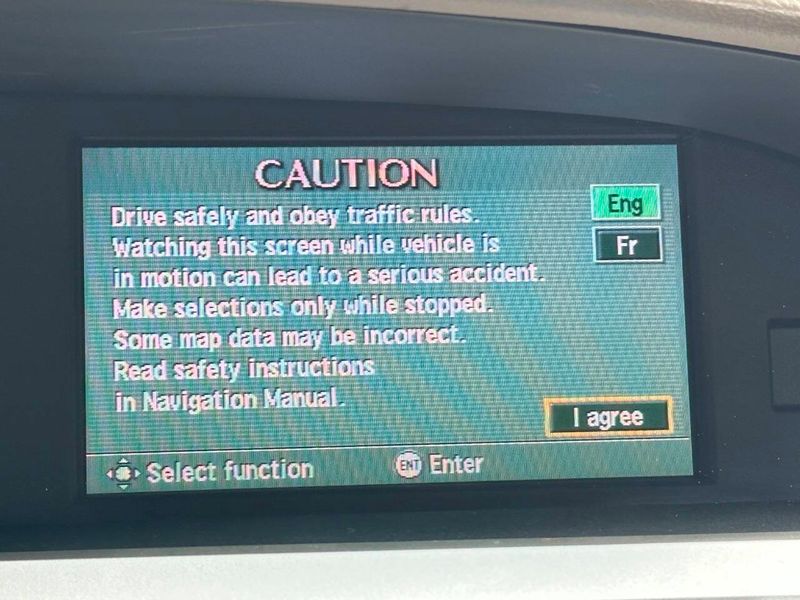 CAUTION
Drive safely and obey traffic rules.
Watching this screen while vehicle is
in motion can lead to a serious accident.
Make selections only while stopped.
Some map data may be incorrect.
Read safety instructions
in Navigation Manual.
Eng
Fr
I agree
Select function
ENT Enter